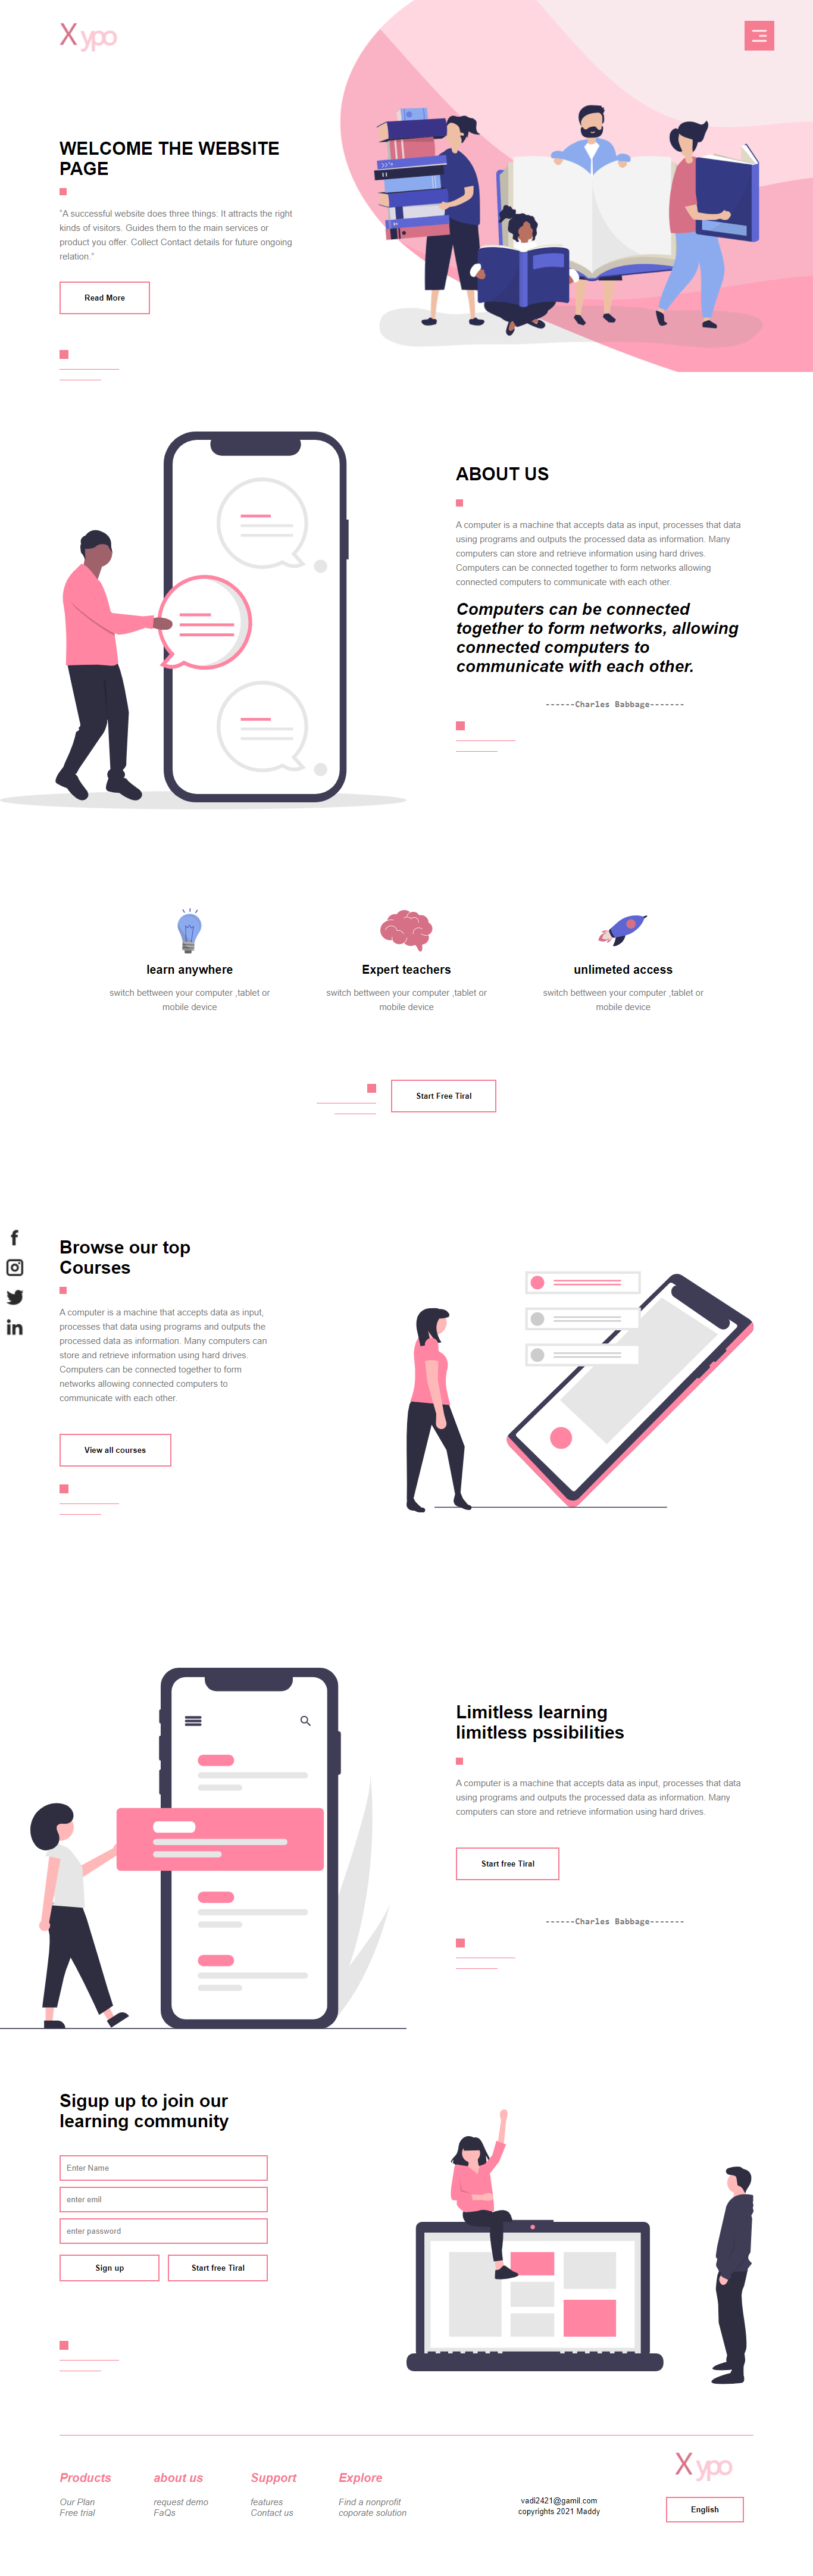 X ypo
WELCOME THE WEBSITE
PAGE
"A successful website does three things: It attracts the right
kinds of visitors. Guides them to the main services or
product you offer. Collect Contact details for future ongoing
relation."
Read More
ABOUT US
A computer is a machine that accepts data as input, processes that data
using programs and outputs the processed data as information. Many
computers can store and retrieve information using hard drives.
Computers can be connected together to form networks allowing
connected computers to communicate with each other.
Computers can be connected
together to form networks, allowing
connected computers to
communicate with each other.
------Charles Babbage-------
learn anywhere
switch bettween your computer ,tablet or
mobile device
Expert teachers
switch bettween your computer ,tablet or
mobile device
unlimeted access
switch bettween your computer ,tablet or
mobile device
Start Free Tiral
Browse our top
Courses
A computer is a machine that accepts data as input,
processes that data using programs and outputs the
processed data as information. Many computers can
store and retrieve information using hard drives.
Computers can be connected together to form
networks allowing connected computers to
communicate with each other.
View all courses
Limitless learning
limitless pssibilities
A computer is a machine that accepts data as input, processes that data
using programs and outputs the processed data as information. Many
computers can store and retrieve information using hard drives.
Start free Tiral
------Charles Babbage-------
Sigup up to join our
learning community
Enter Name
enter emil
enter password
Sign up
Start free Tiral
X ypo
Products
Our Plan
Free trial
about us
request demo
FaQs
Support
features
Contact us
Explore
Find a nonprofit
coporate solution
vadi2421@gamil.com
copyrights 2021 Maddy
English